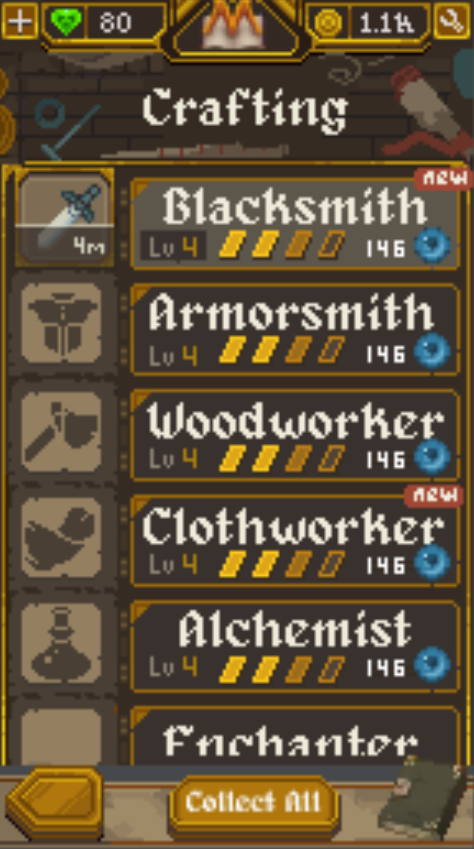 80
1.1k
Crafting
new
Blacksmith
4m
Lv 4
146
Armorsmith
Lv 4
146
Woodworker
Lv 4
146
new
Clothworker
Lv 4
146
Alchemist
Lv 4
146
Enchanter
Collect All